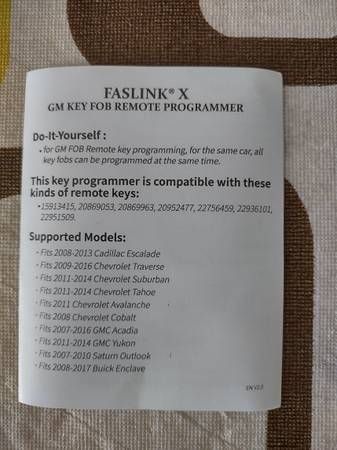 FASLINK® X
GM KEY FOB REMOTE PROGRAMMER
Do-It-Yourself :
• for GM FOB Remote key programming, for the same car, all
key fobs can be programmed at the same time.
This key programmer is compatible with these
kinds of remote keys:
•15913415, 20869053, 20869963, 20952477, 22756459, 22936101,
22951509.
Supported Models:
• Fits 2008-2013 Cadillac Escalade
• Fits 2009-2016 Chevrolet Traverse
• Fits 2011-2014 Chevrolet Suburban
• Fits 2011-2014 Chevrolet Tahoe
• Fits 2011 Chevrolet Avalanche
• Fits 2008 Chevrolet Cobalt
• Fits 2007-2016 GMC Acadia
• Fits 2011-2014 GMC Yukon
• Fits 2007-2010 Saturn Outlook
• Fits 2008-2017 Buick Enclave